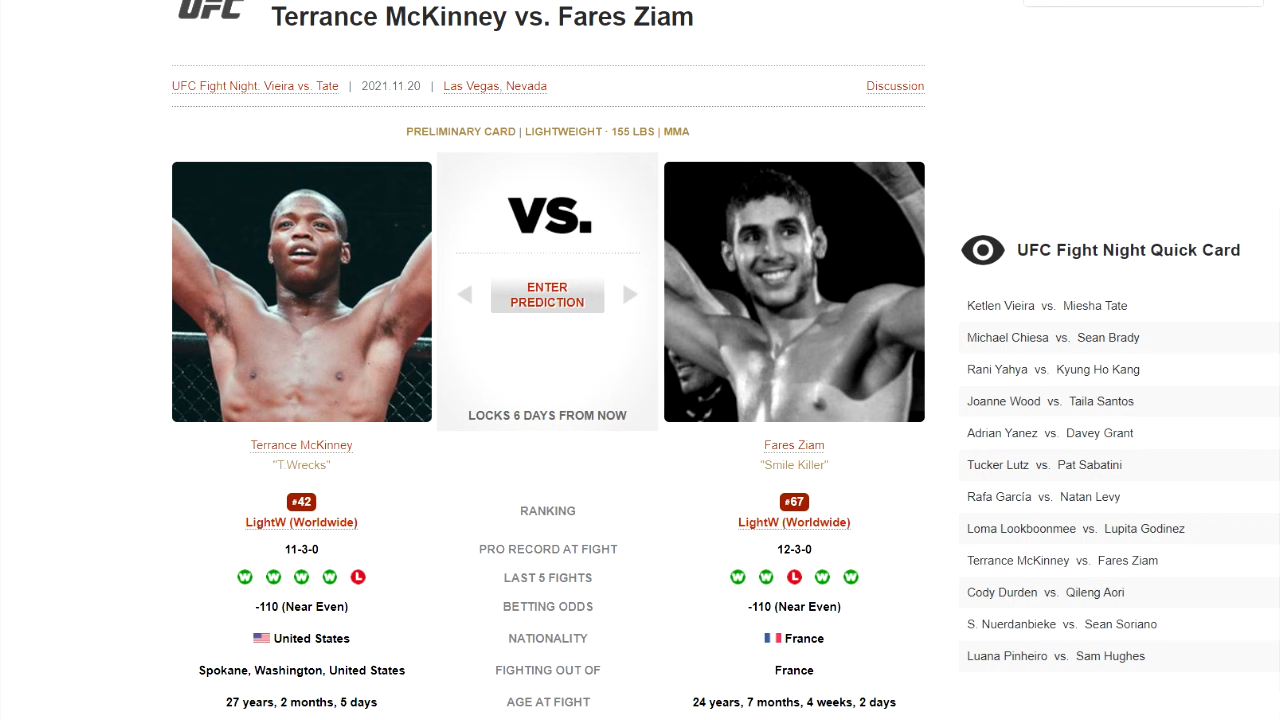 UFC
Terrance McKinney vs. Fares Ziam
UFC Fight Night: Vieira vs. Tate | 2021.11.20 | Las Vegas, Nevada
Discussion
PRELIMINARY CARD | LIGHTWEIGHT · 155 LBS | MMA
VS.
ENTER
PREDICTION
LOCKS 6 DAYS FROM NOW
Terrance McKinney
Fares Ziam
"T.Wrecks"
"Smile Killer"
#42
LightW (Worldwide)
RANKING
#67
LightW (Worldwide)
11-3-0
PRO RECORD AT FIGHT
12-3-0
W W W W L
LAST 5 FIGHTS
W W L W W
-110 (Near Even)
BETTING ODDS
-110 (Near Even)
United States
NATIONALITY
France
Spokane, Washington, United States
FIGHTING OUT OF
France
27 years, 2 months, 5 days
AGE AT FIGHT
24 years, 7 months, 4 weeks, 2 days
UFC Fight Night Quick Card
Ketlen Vieira vs. Miesha Tate
Michael Chiesa vs. Sean Brady
Rani Yahya vs. Kyung Ho Kang
Joanne Wood vs. Taila Santos
Adrian Yanez vs. Davey Grant
Tucker Lutz vs. Pat Sabatini
Rafa García vs. Natan Levy
Loma Lookboonmee vs. Lupita Godinez
Terrance McKinney vs. Fares Ziam
Cody Durden vs. Qileng Aori
S. Nuerdanbieke vs. Sean Soriano
Luana Pinheiro vs. Sam Hughes